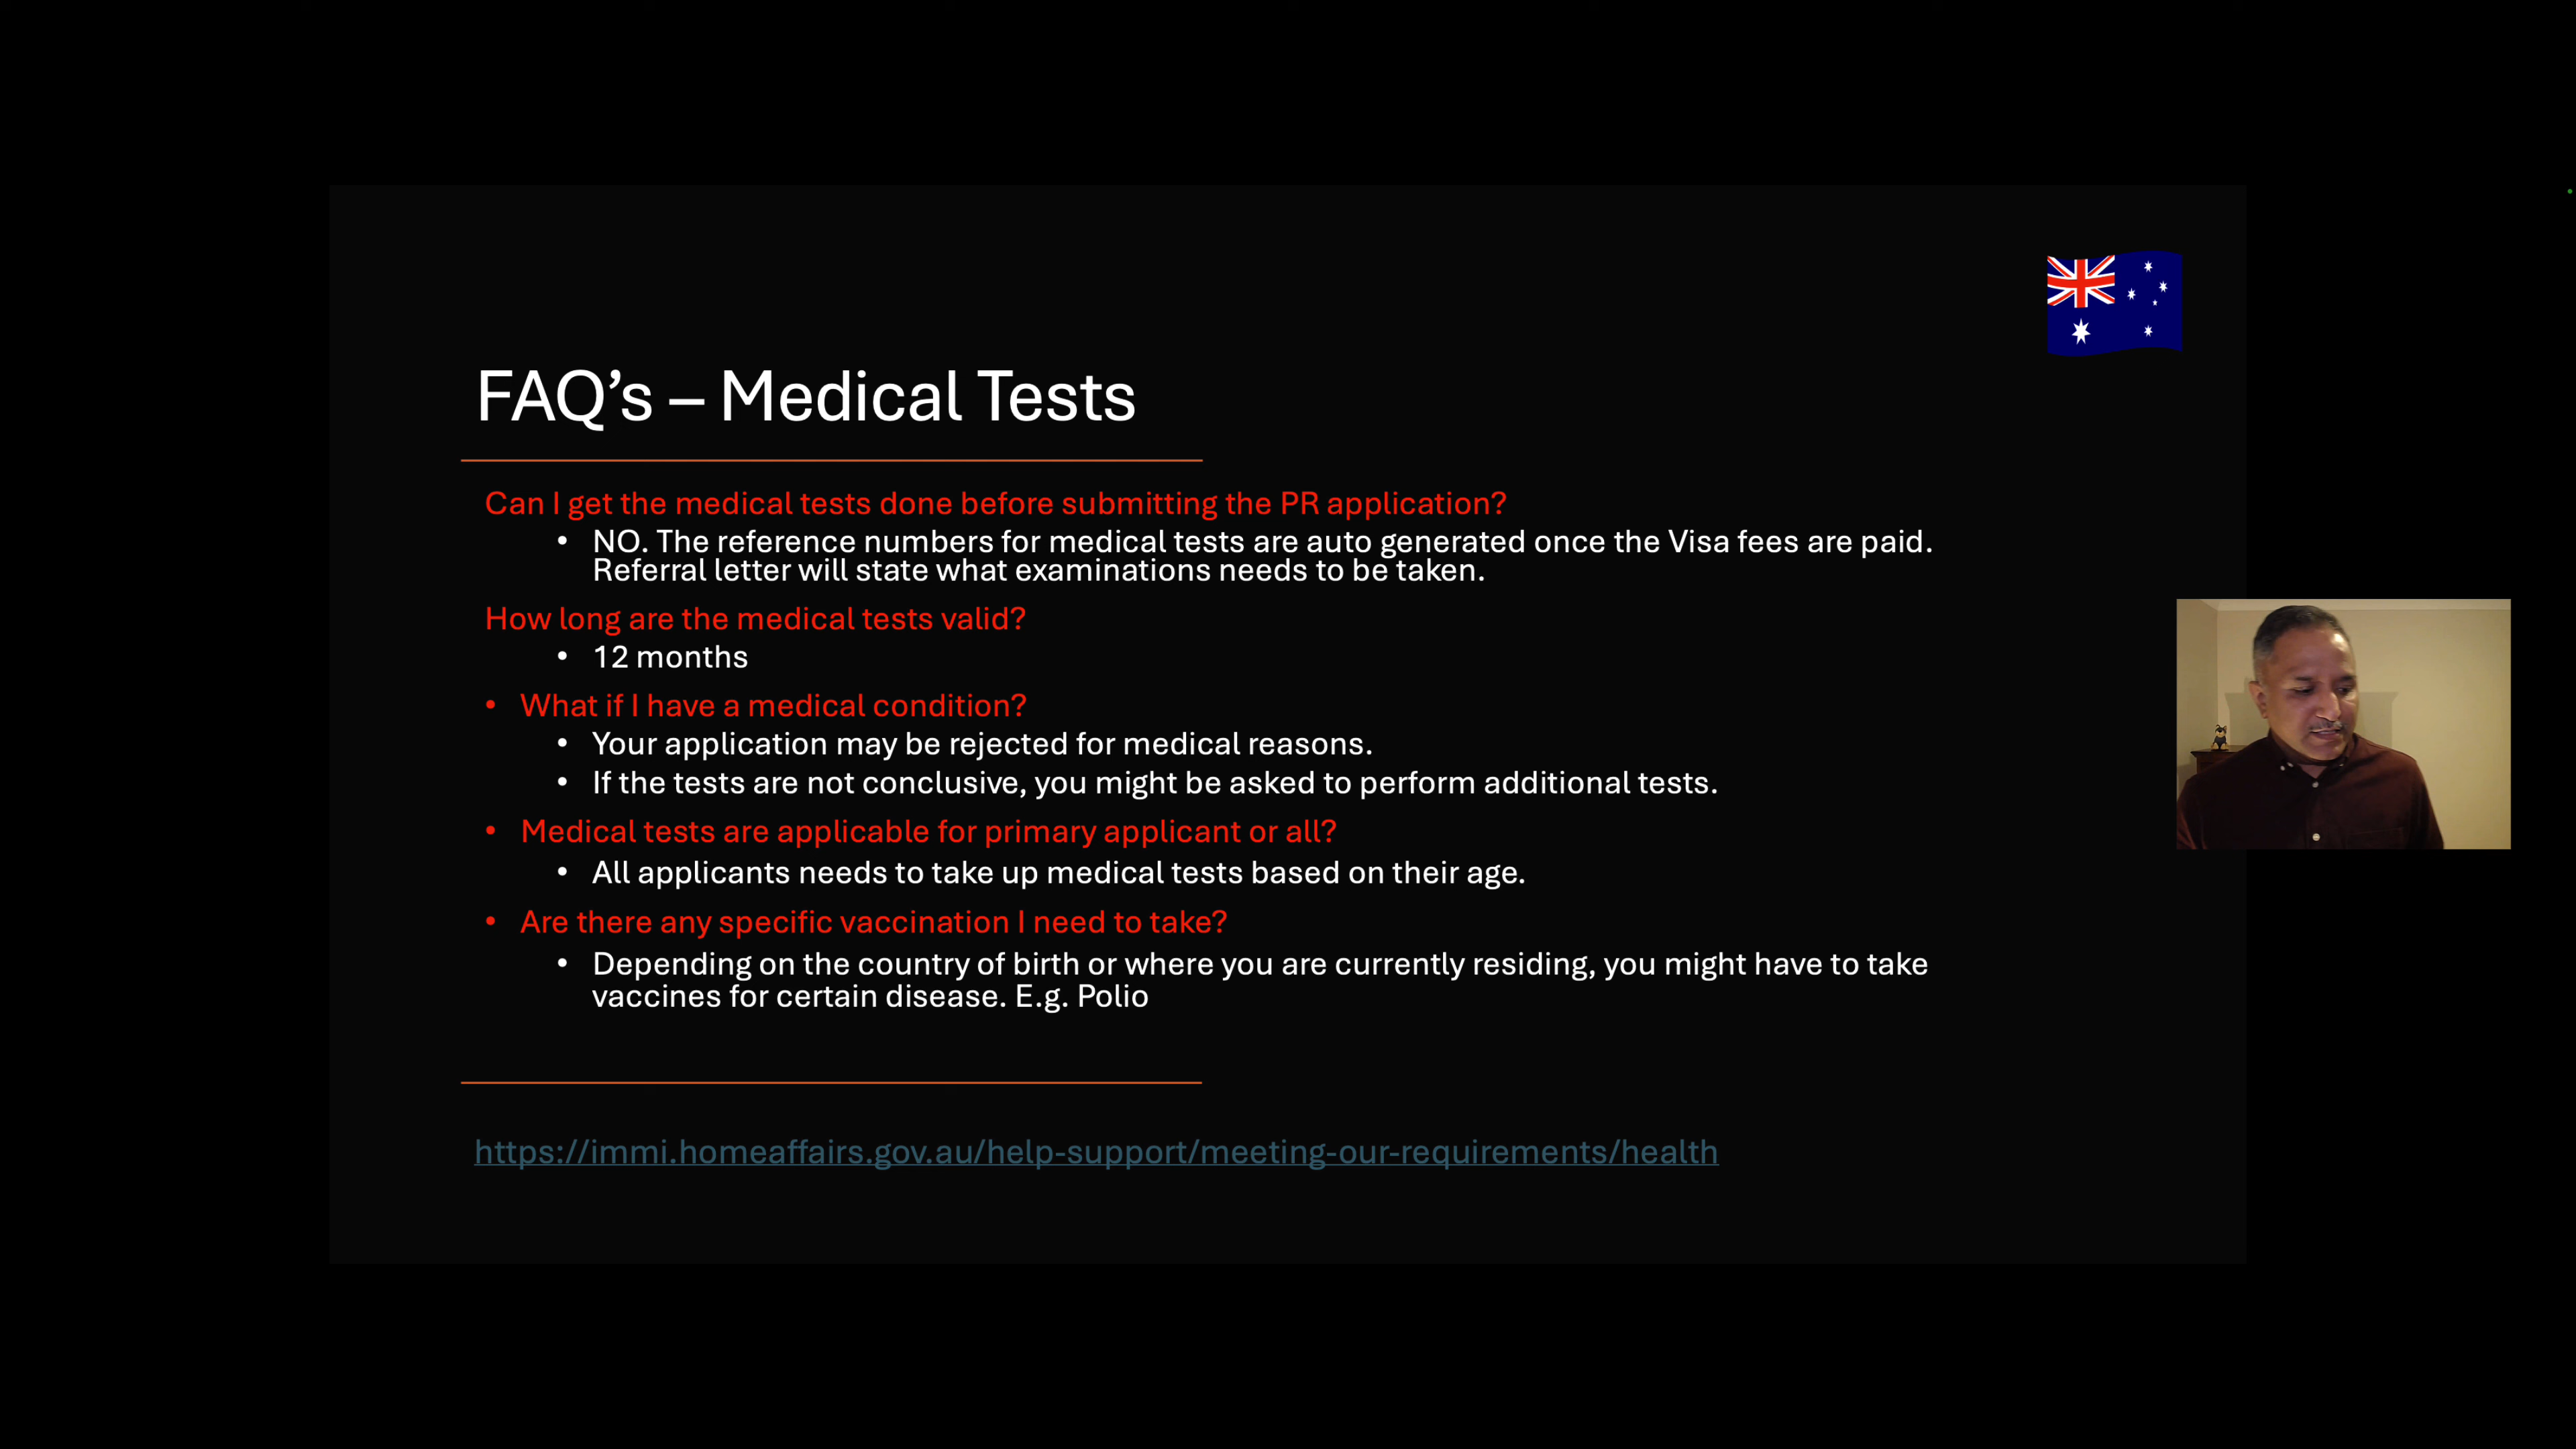 FAQ’s – Medical Tests
Can I get the medical tests done before submitting the PR application?
• NO. The reference numbers for medical tests are auto generated once the Visa fees are paid.
Referral letter will state what examinations needs to be taken.
How long are the medical tests valid?
• 12 months
• What if I have a medical condition?
• Your application may be rejected for medical reasons.
• If the tests are not conclusive, you might be asked to perform additional tests.
• Medical tests are applicable for primary applicant or all?
• All applicants needs to take up medical tests based on their age.
• Are there any specific vaccination I need to take?
• Depending on the country of birth or where you are currently residing, you might have to take
vaccines for certain disease. E.g. Polio
https://immi.homeaffairs.gov.au/help-support/meeting-our-requirements/health